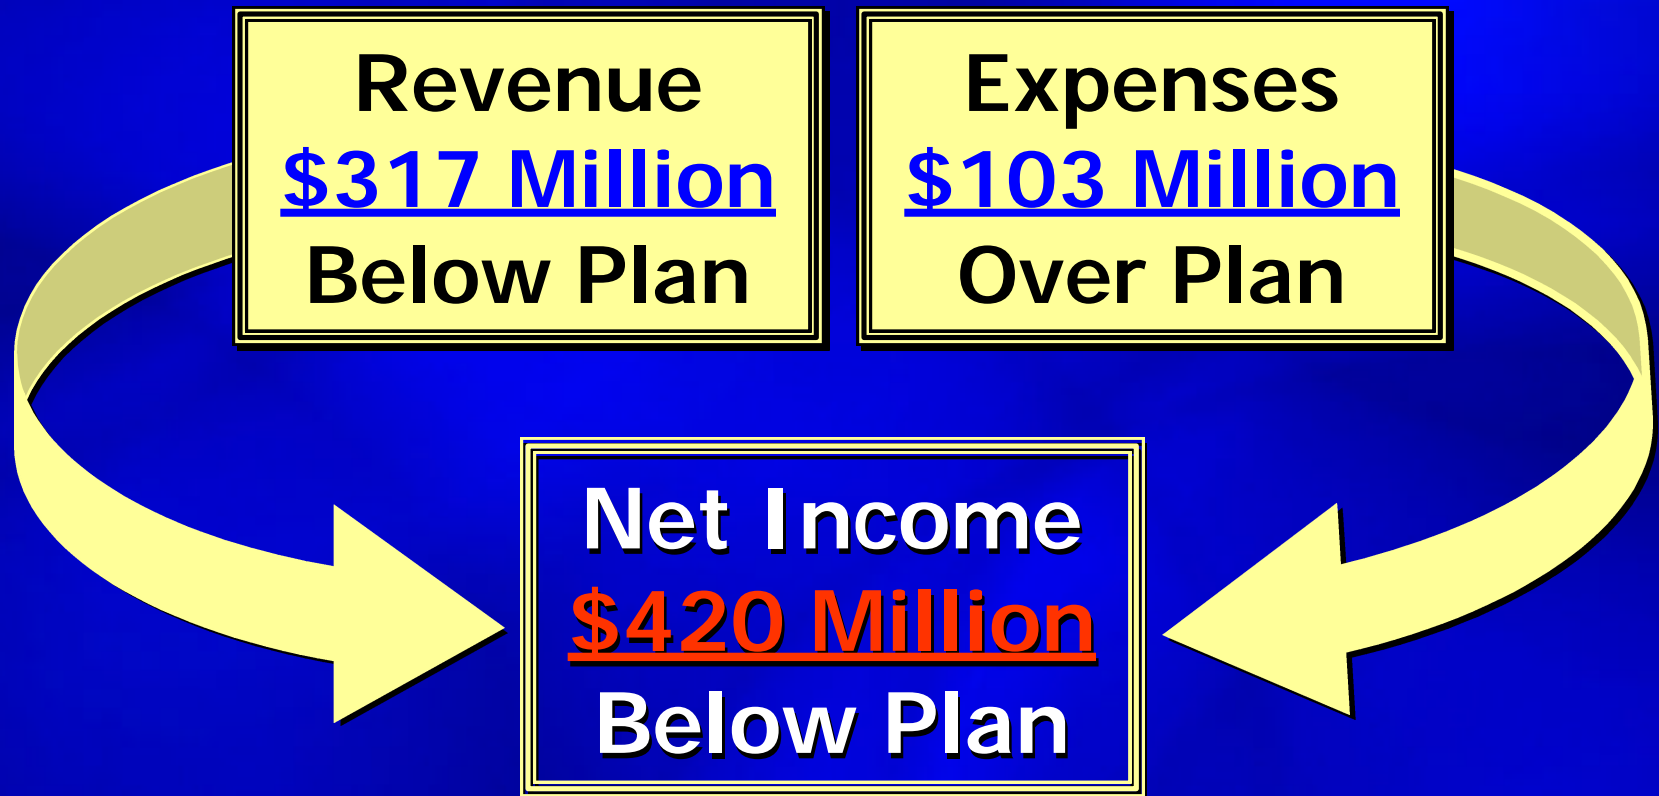 Revenue
$317 Million
Below Plan
Expenses
$103 Million
Over Plan
Net Income
$420 Million
Below Plan